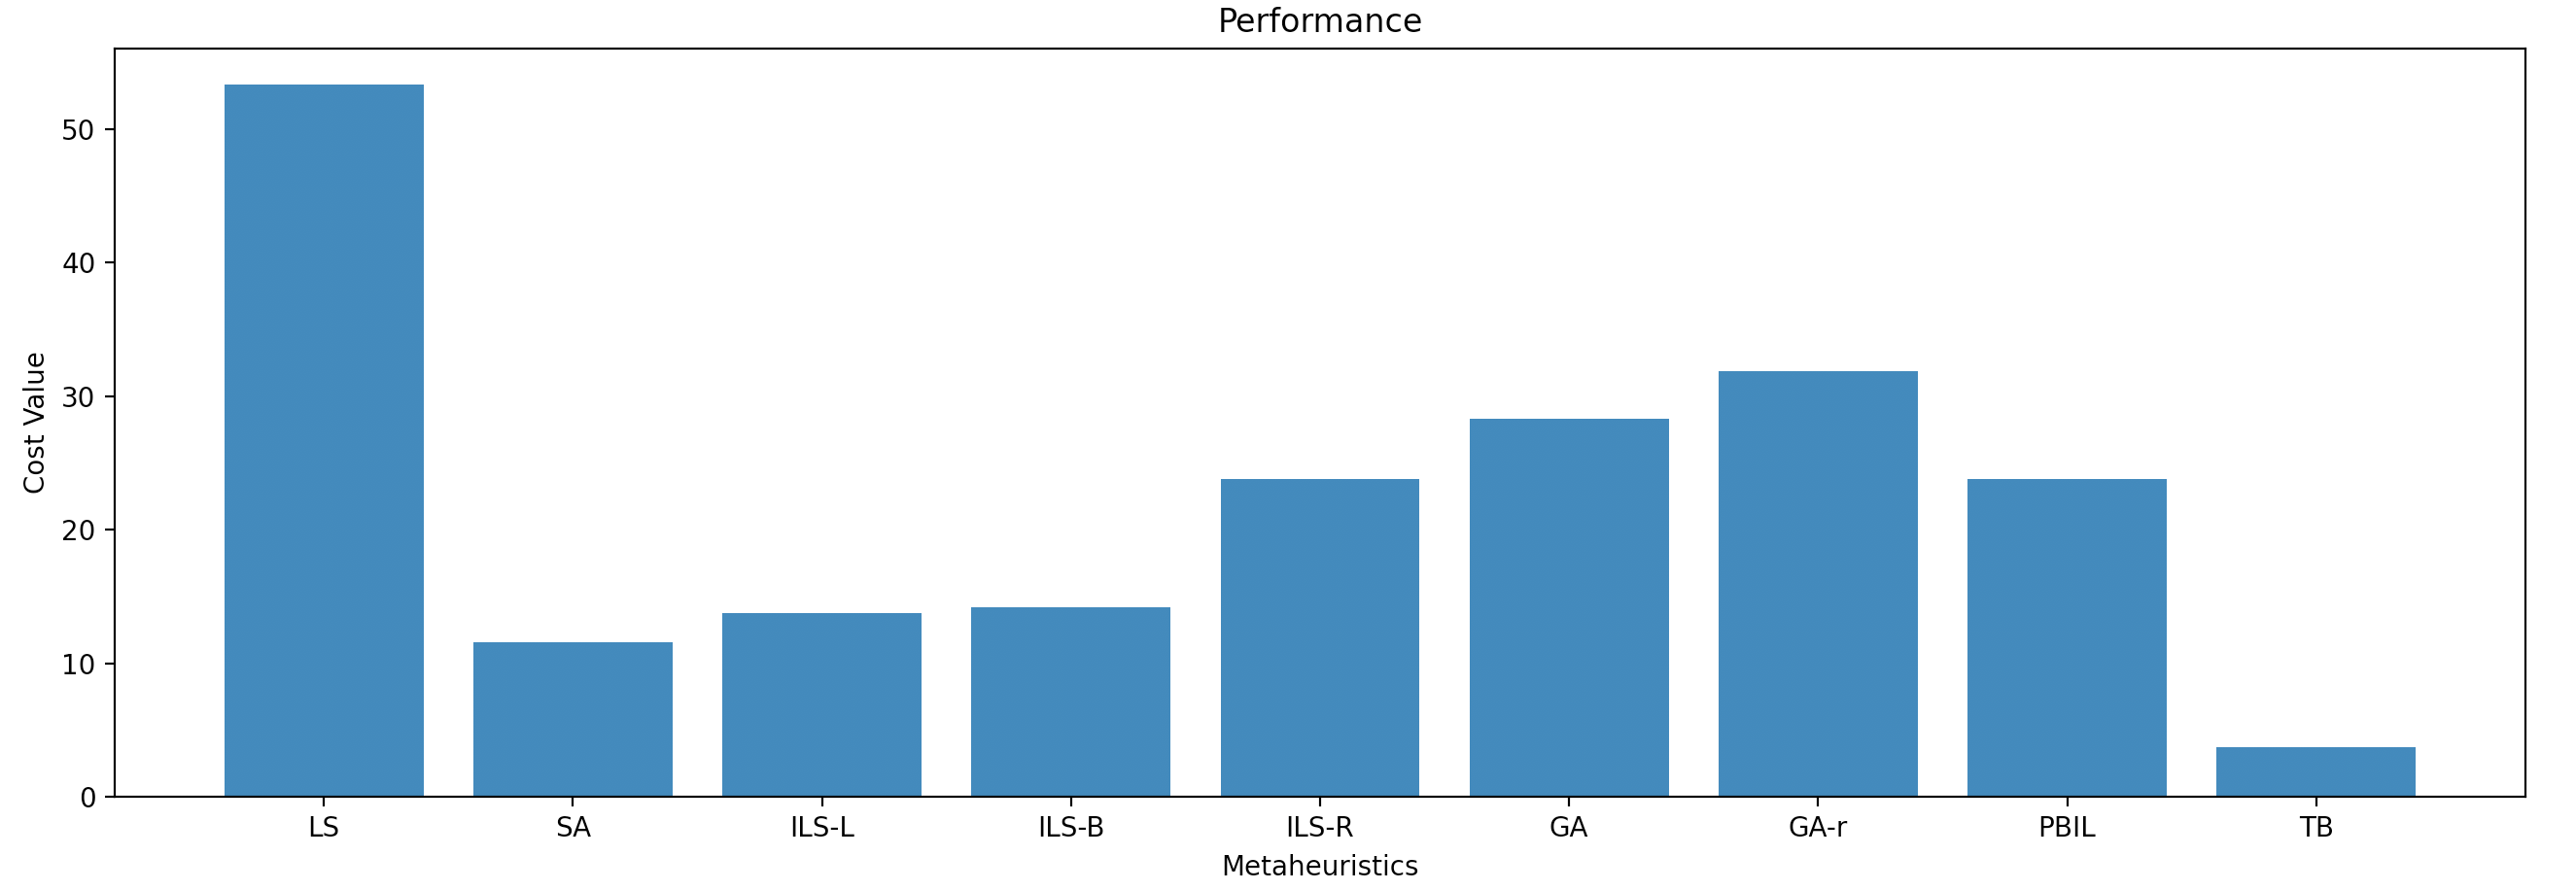 Performance
50
40
30
20
10
0
Cost Value
LS SA ILS-L ILS-B ILS-R GA GA-r PBIL TB
Metaheuristics